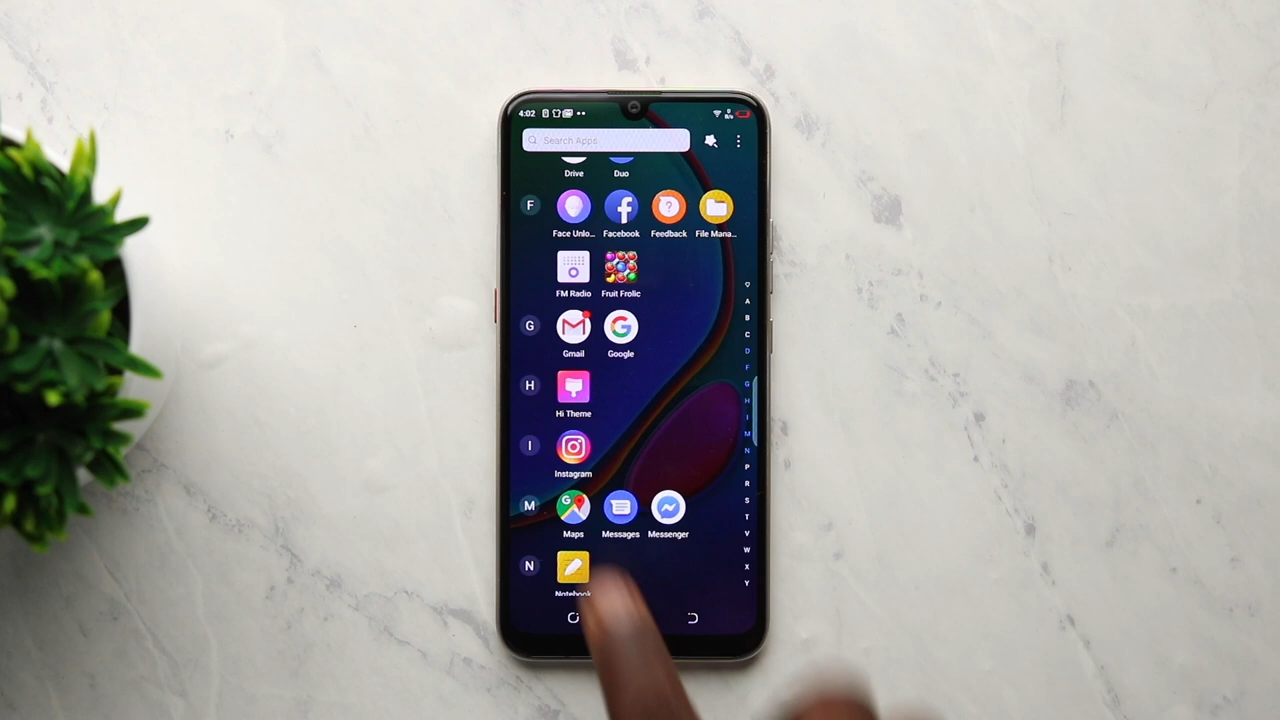 4:02
Search Apps
Drive Duo
F
Face Unlo... Facebook Feedback File Mana...
FM Radio Fruit Frolic
G
Gmail Google
H
Hi Theme
I
Instagram
M
Maps Messages Messenger
N
Notebook
A
B
C
D
F
G
H
I
M
N
P
R
S
T
V
W
X
Y